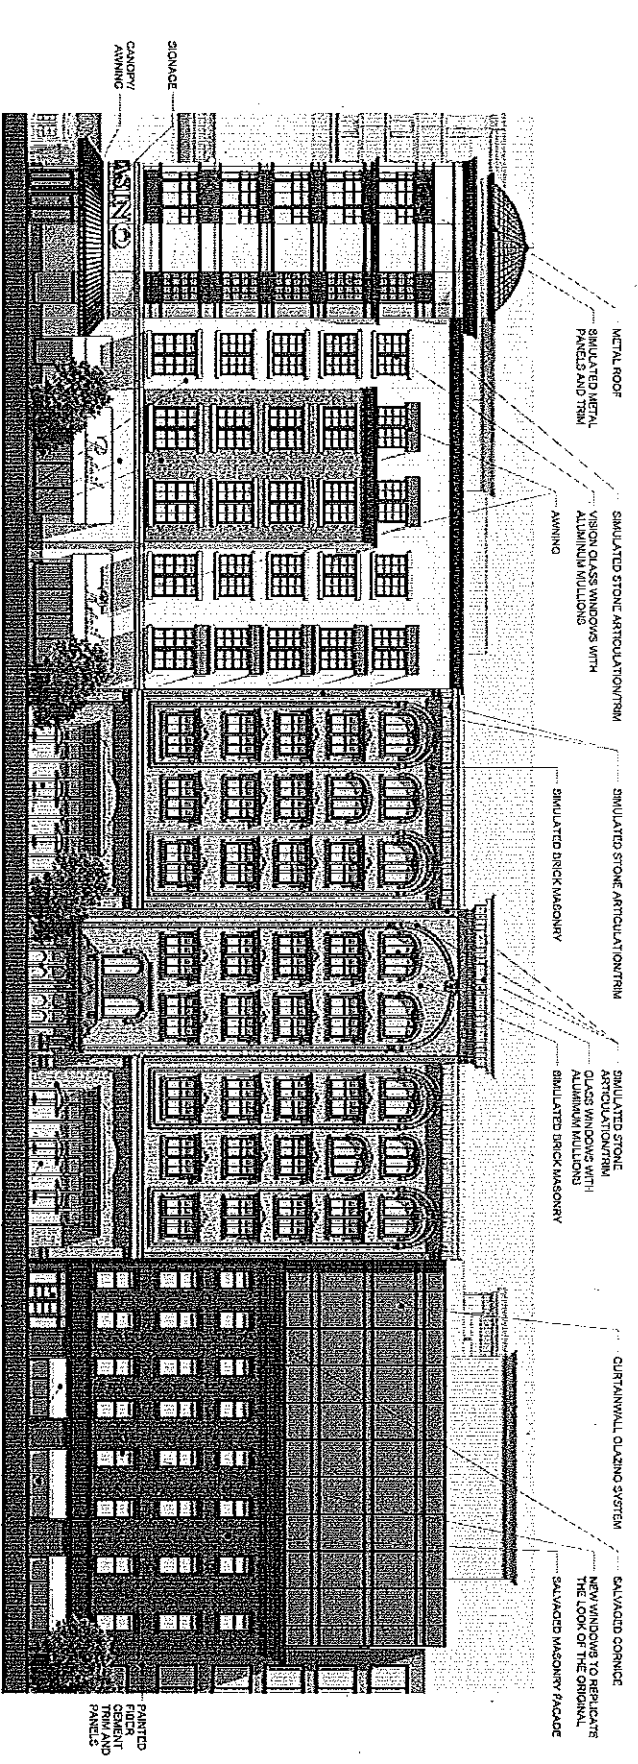 METAL ROOF
SIMULATED METAL
PANELS AND TRIM
SIMULATED STONE ARTICULATION/TRIM
VISION GLASS WINDOWS WITH
ALUMINUM MULLIONS
AWNING
SIMULATED STONE ARTICULATION/TRIM
SIMULATED BRICK MASONRY
SIMULATED STONE
ARTICULATION/TRIM
GLASS WINDOWS WITH
ALUMINUM MULLIONS
SIMULATED BRICK MASONRY
CURTAINWALL GLAZING SYSTEM
SALVAGED CORNICE
NEW WINDOWS TO REPLICATE
THE LOOK OF THE ORIGINAL
SALVAGED MASONRY FACADE
SIGNAGE
CANOPY/
AWNING
ASINO
PAINTED
FIBER
CEMENT
TRIM AND
PANELS